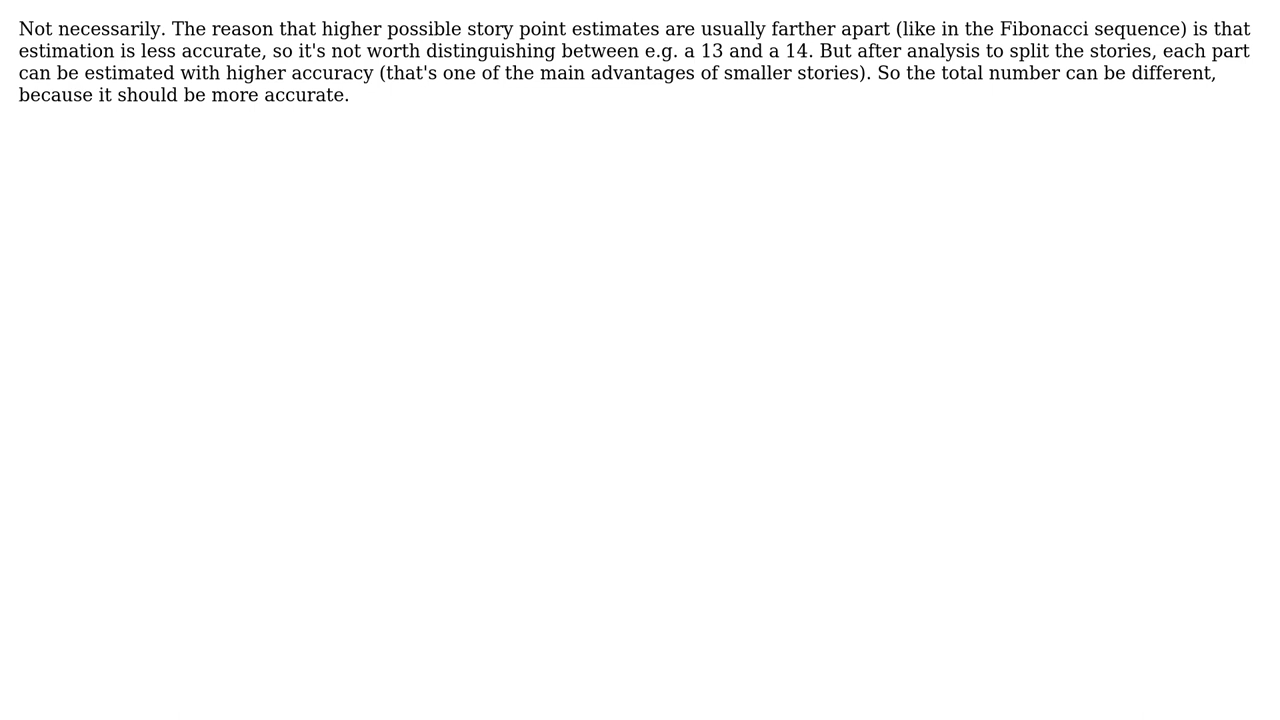 Not necessarily. The reason that higher possible story point estimates are usually farther apart (like in the Fibonacci sequence) is that
estimation is less accurate, so it's not worth distinguishing between e.g. a 13 and a 14. But after analysis to split the stories, each part
can be estimated with higher accuracy (that's one of the main advantages of smaller stories). So the total number can be different,
because it should be more accurate.